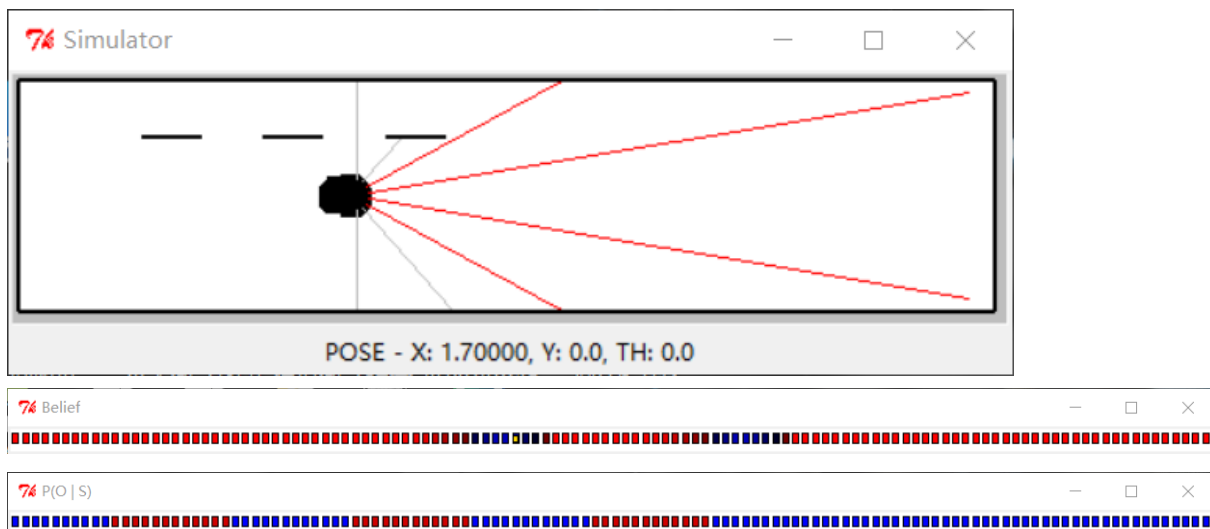 Simulator
POSE - X: 1.70000, Y: 0.0, TH: 0.0
Belief
P(O | S)